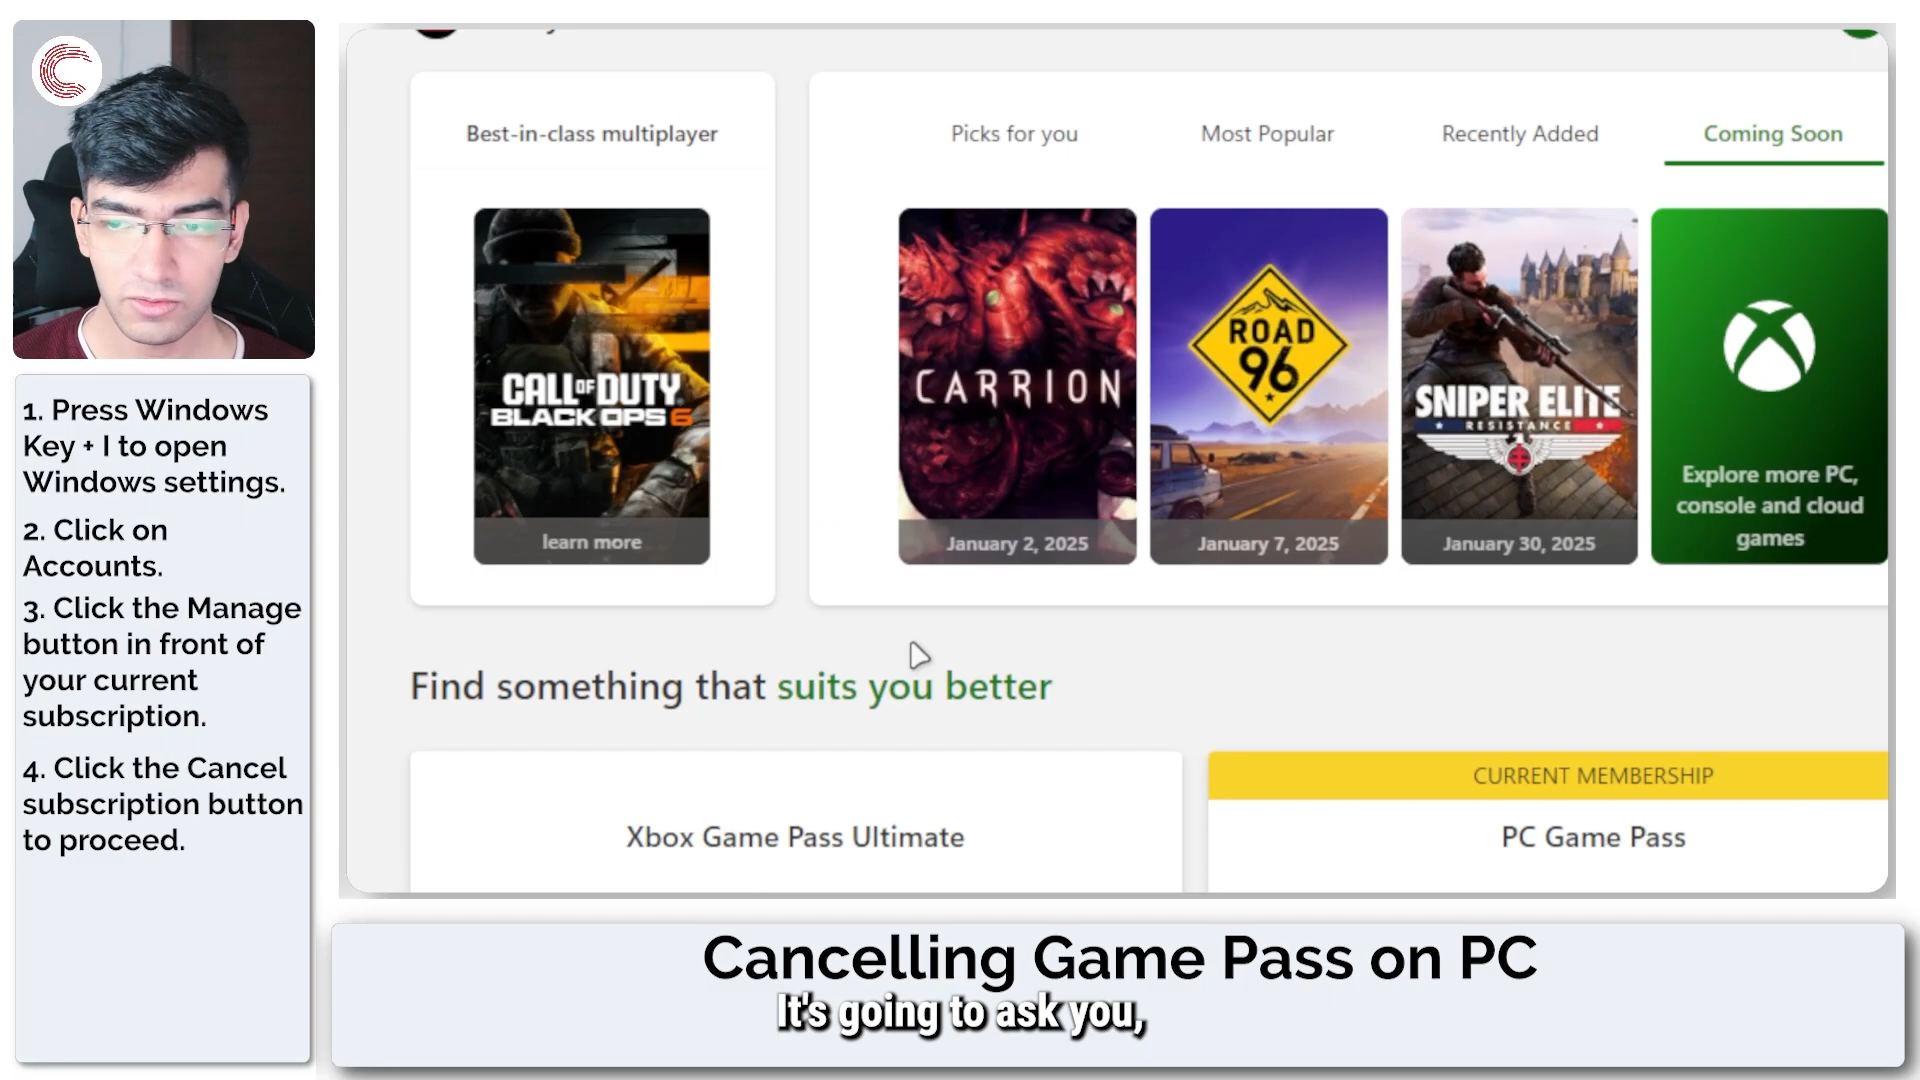 1. Press Windows
Key + I to open
Windows settings.
2. Click on
Accounts.
3. Click the Manage
button in front of
your current
subscription.
4. Click the Cancel
subscription button
to proceed.
Best-in-class multiplayer
CALL OF DUTY
BLACK OPS 6
learn more
Picks for you
Most Popular
Recently Added
Coming Soon
CARRION
January 2, 2025
ROAD
96
January 7, 2025
SNIPER ELITE
RESISTANCE
January 30, 2025
Explore more PC,
console and cloud
games
Find something that suits you better
Xbox Game Pass Ultimate
CURRENT MEMBERSHIP
PC Game Pass
Cancelling Game Pass on PC
It's going to ask you,